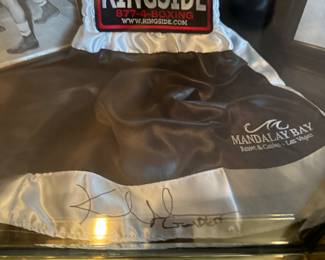 RINGSIDE
877-4-BOXING
WWW.RINGSIDE.COM
MANDALAY BAY
Resort & Casino - Las Vegas